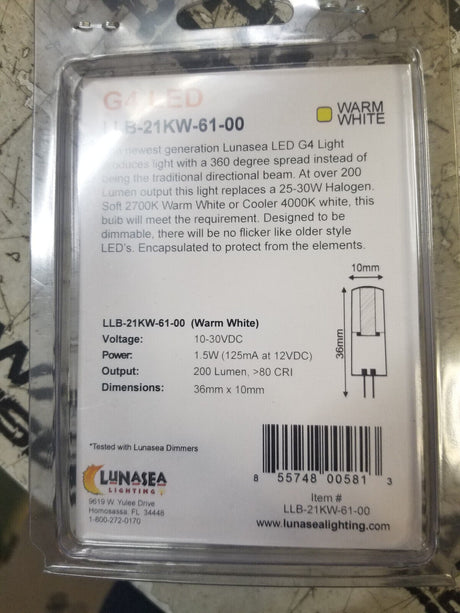 G4 LED
LLB-21KW-61-00
WARM
WHITE
newest generation Lunasea LED G4 Light
light with a 360 degree spread instead of
being the traditional directional beam. At over 200
Lumen output this light replaces a 25-30W Halogen.
Soft 2700K Warm White or Cooler 4000K white, this
bulb will meet the requirement. Designed to be
dimmable, there will be no flicker like older style
LED's. Encapsulated to protect from the elements.
10mm
36mm
LLB-21KW-61-00 (Warm White)
Voltage: 10-30VDC
Power: 1.5W (125mA at 12VDC)
Output: 200 Lumen, >80 CRI
Dimensions: 36mm x 10mm
*Tested with Lunasea Dimmers
LUNASEA
LIGHTING
9619 W. Yulee Drive
Homosassa, FL 34448
1-800-272-0170
8 55748 00581 3
Item #
LLB-21KW-61-00
www.lunasealighting.com